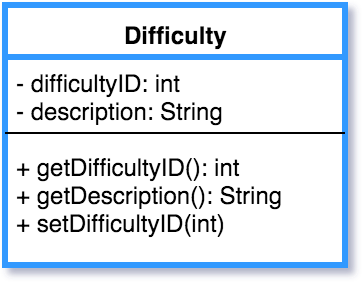 Difficulty
- difficultyID: int
- description: String
+ getDifficultyID(): int
+ getDescription(): String
+ setDifficultyID(int)